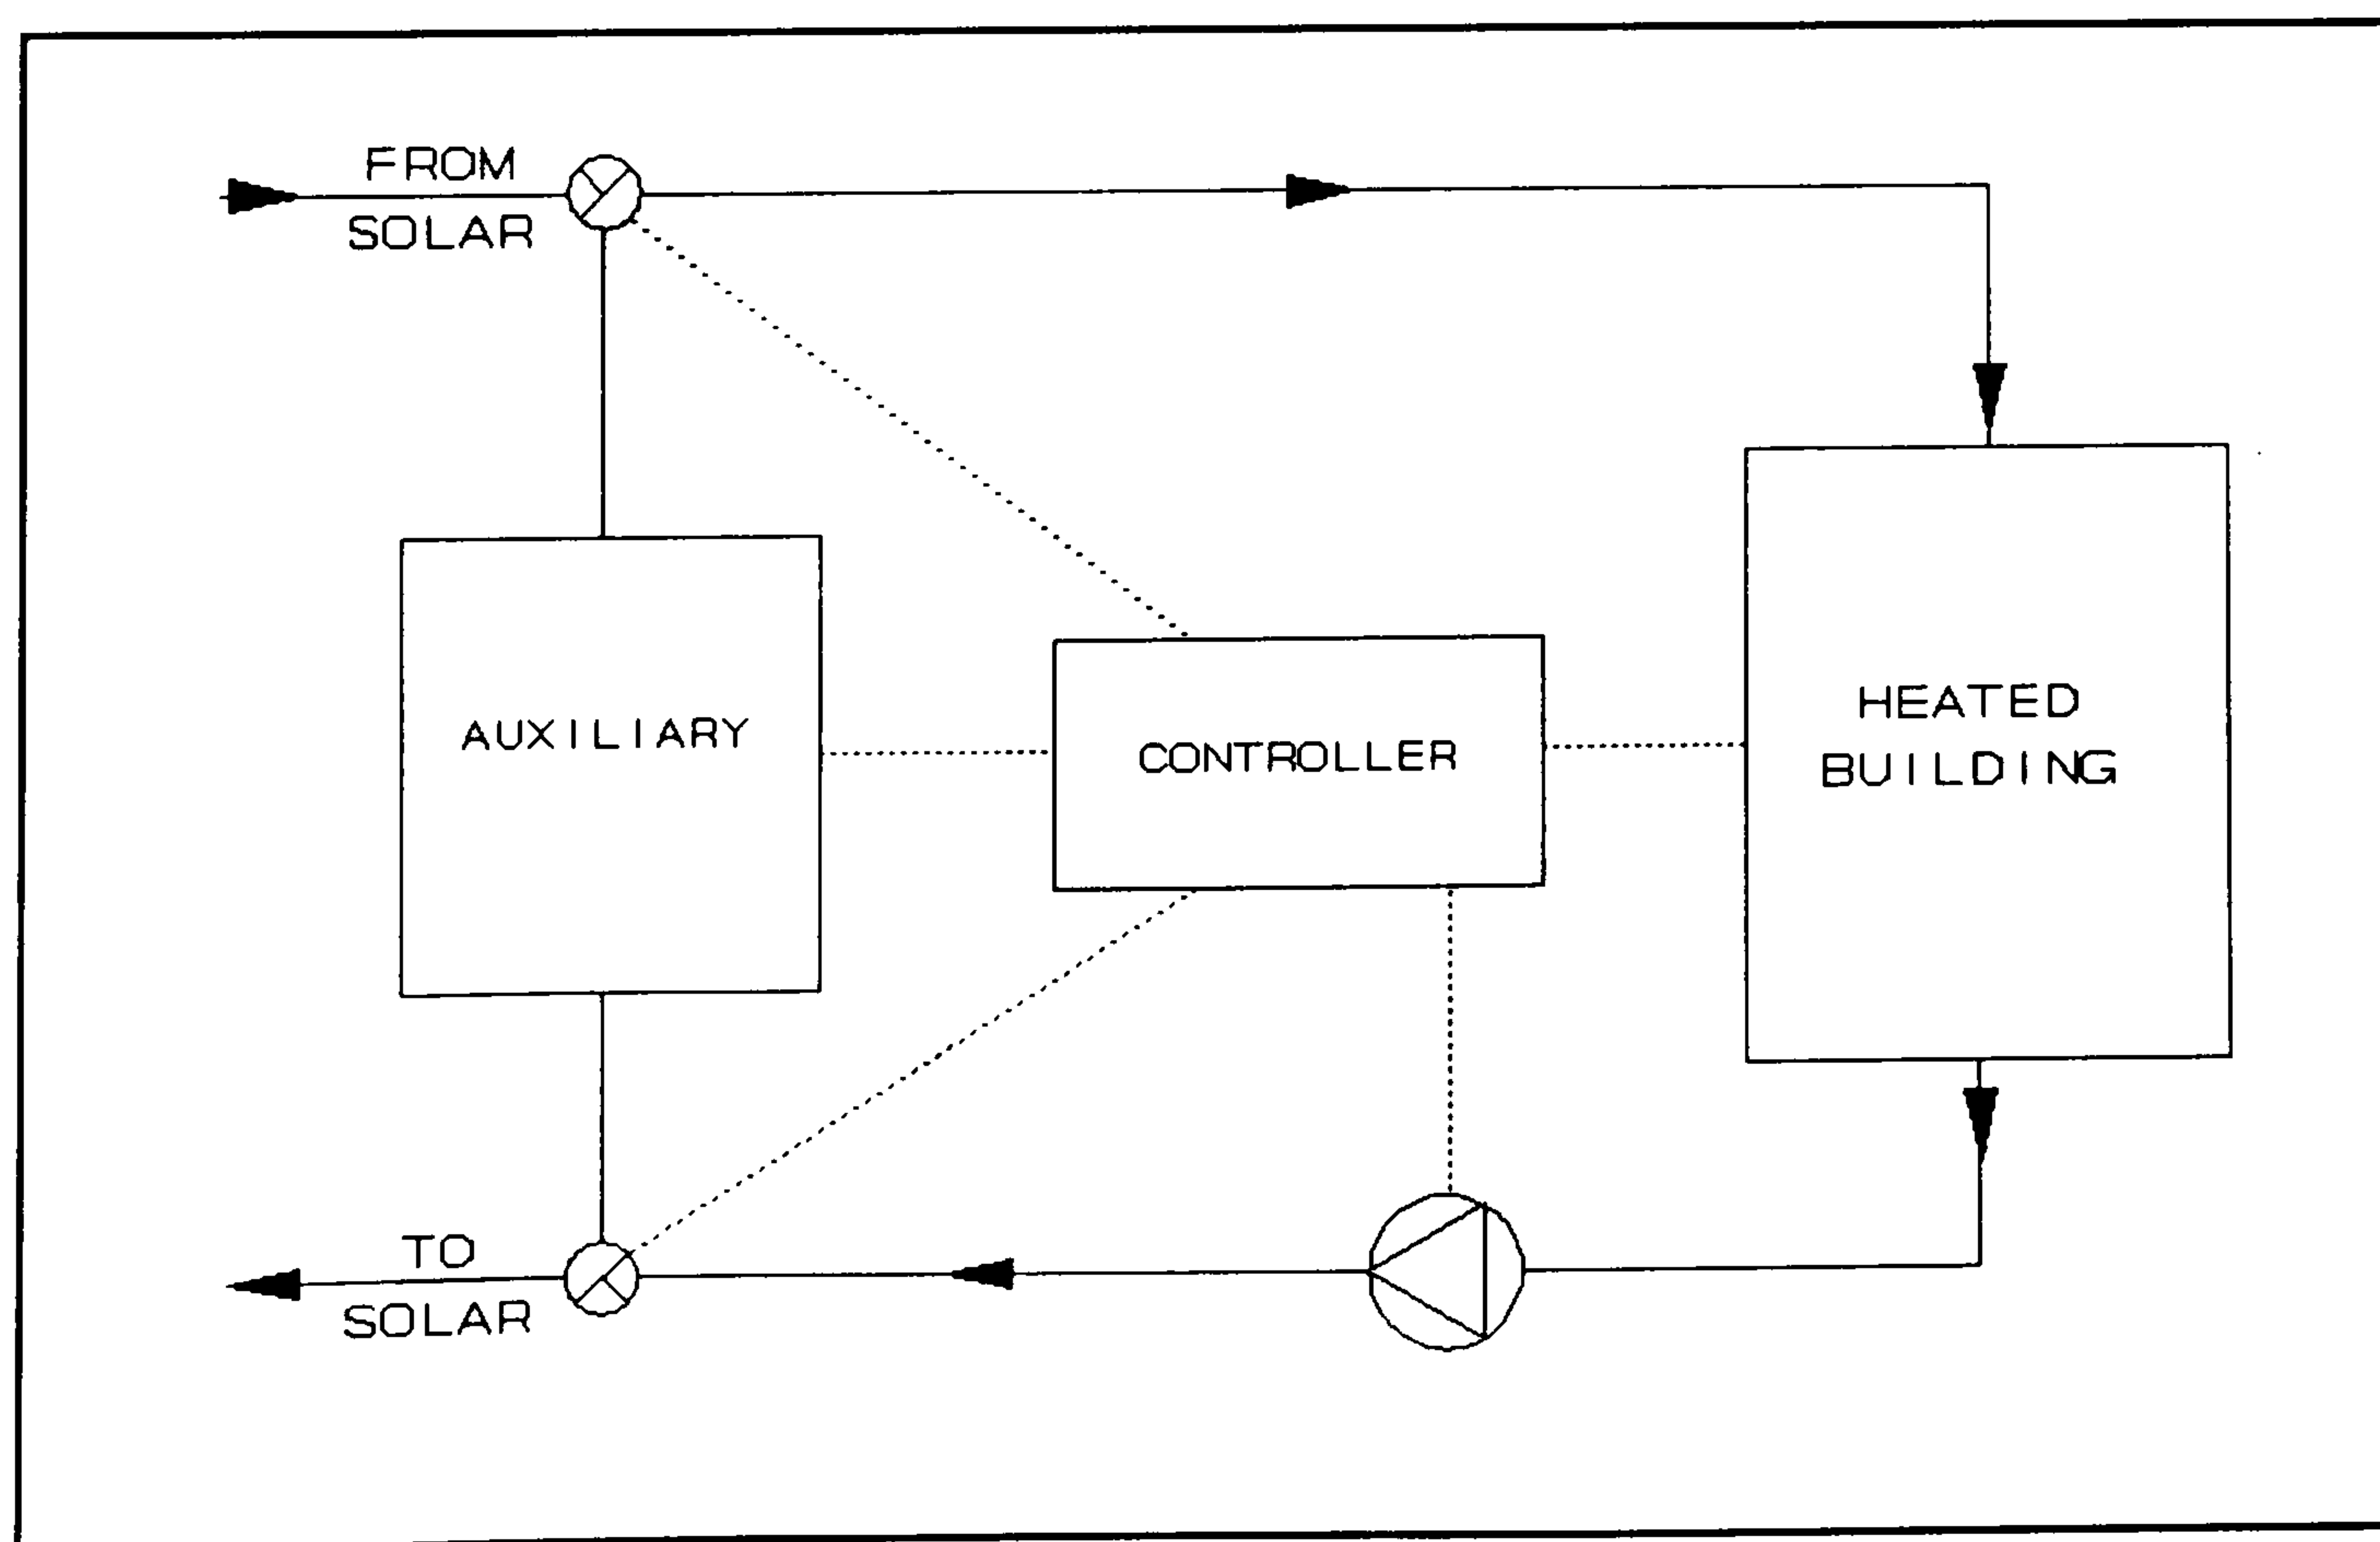 FROM
SOLAR
AUXILIARY
CONTROLLER
HEATED
BUILDING
TO
SOLAR